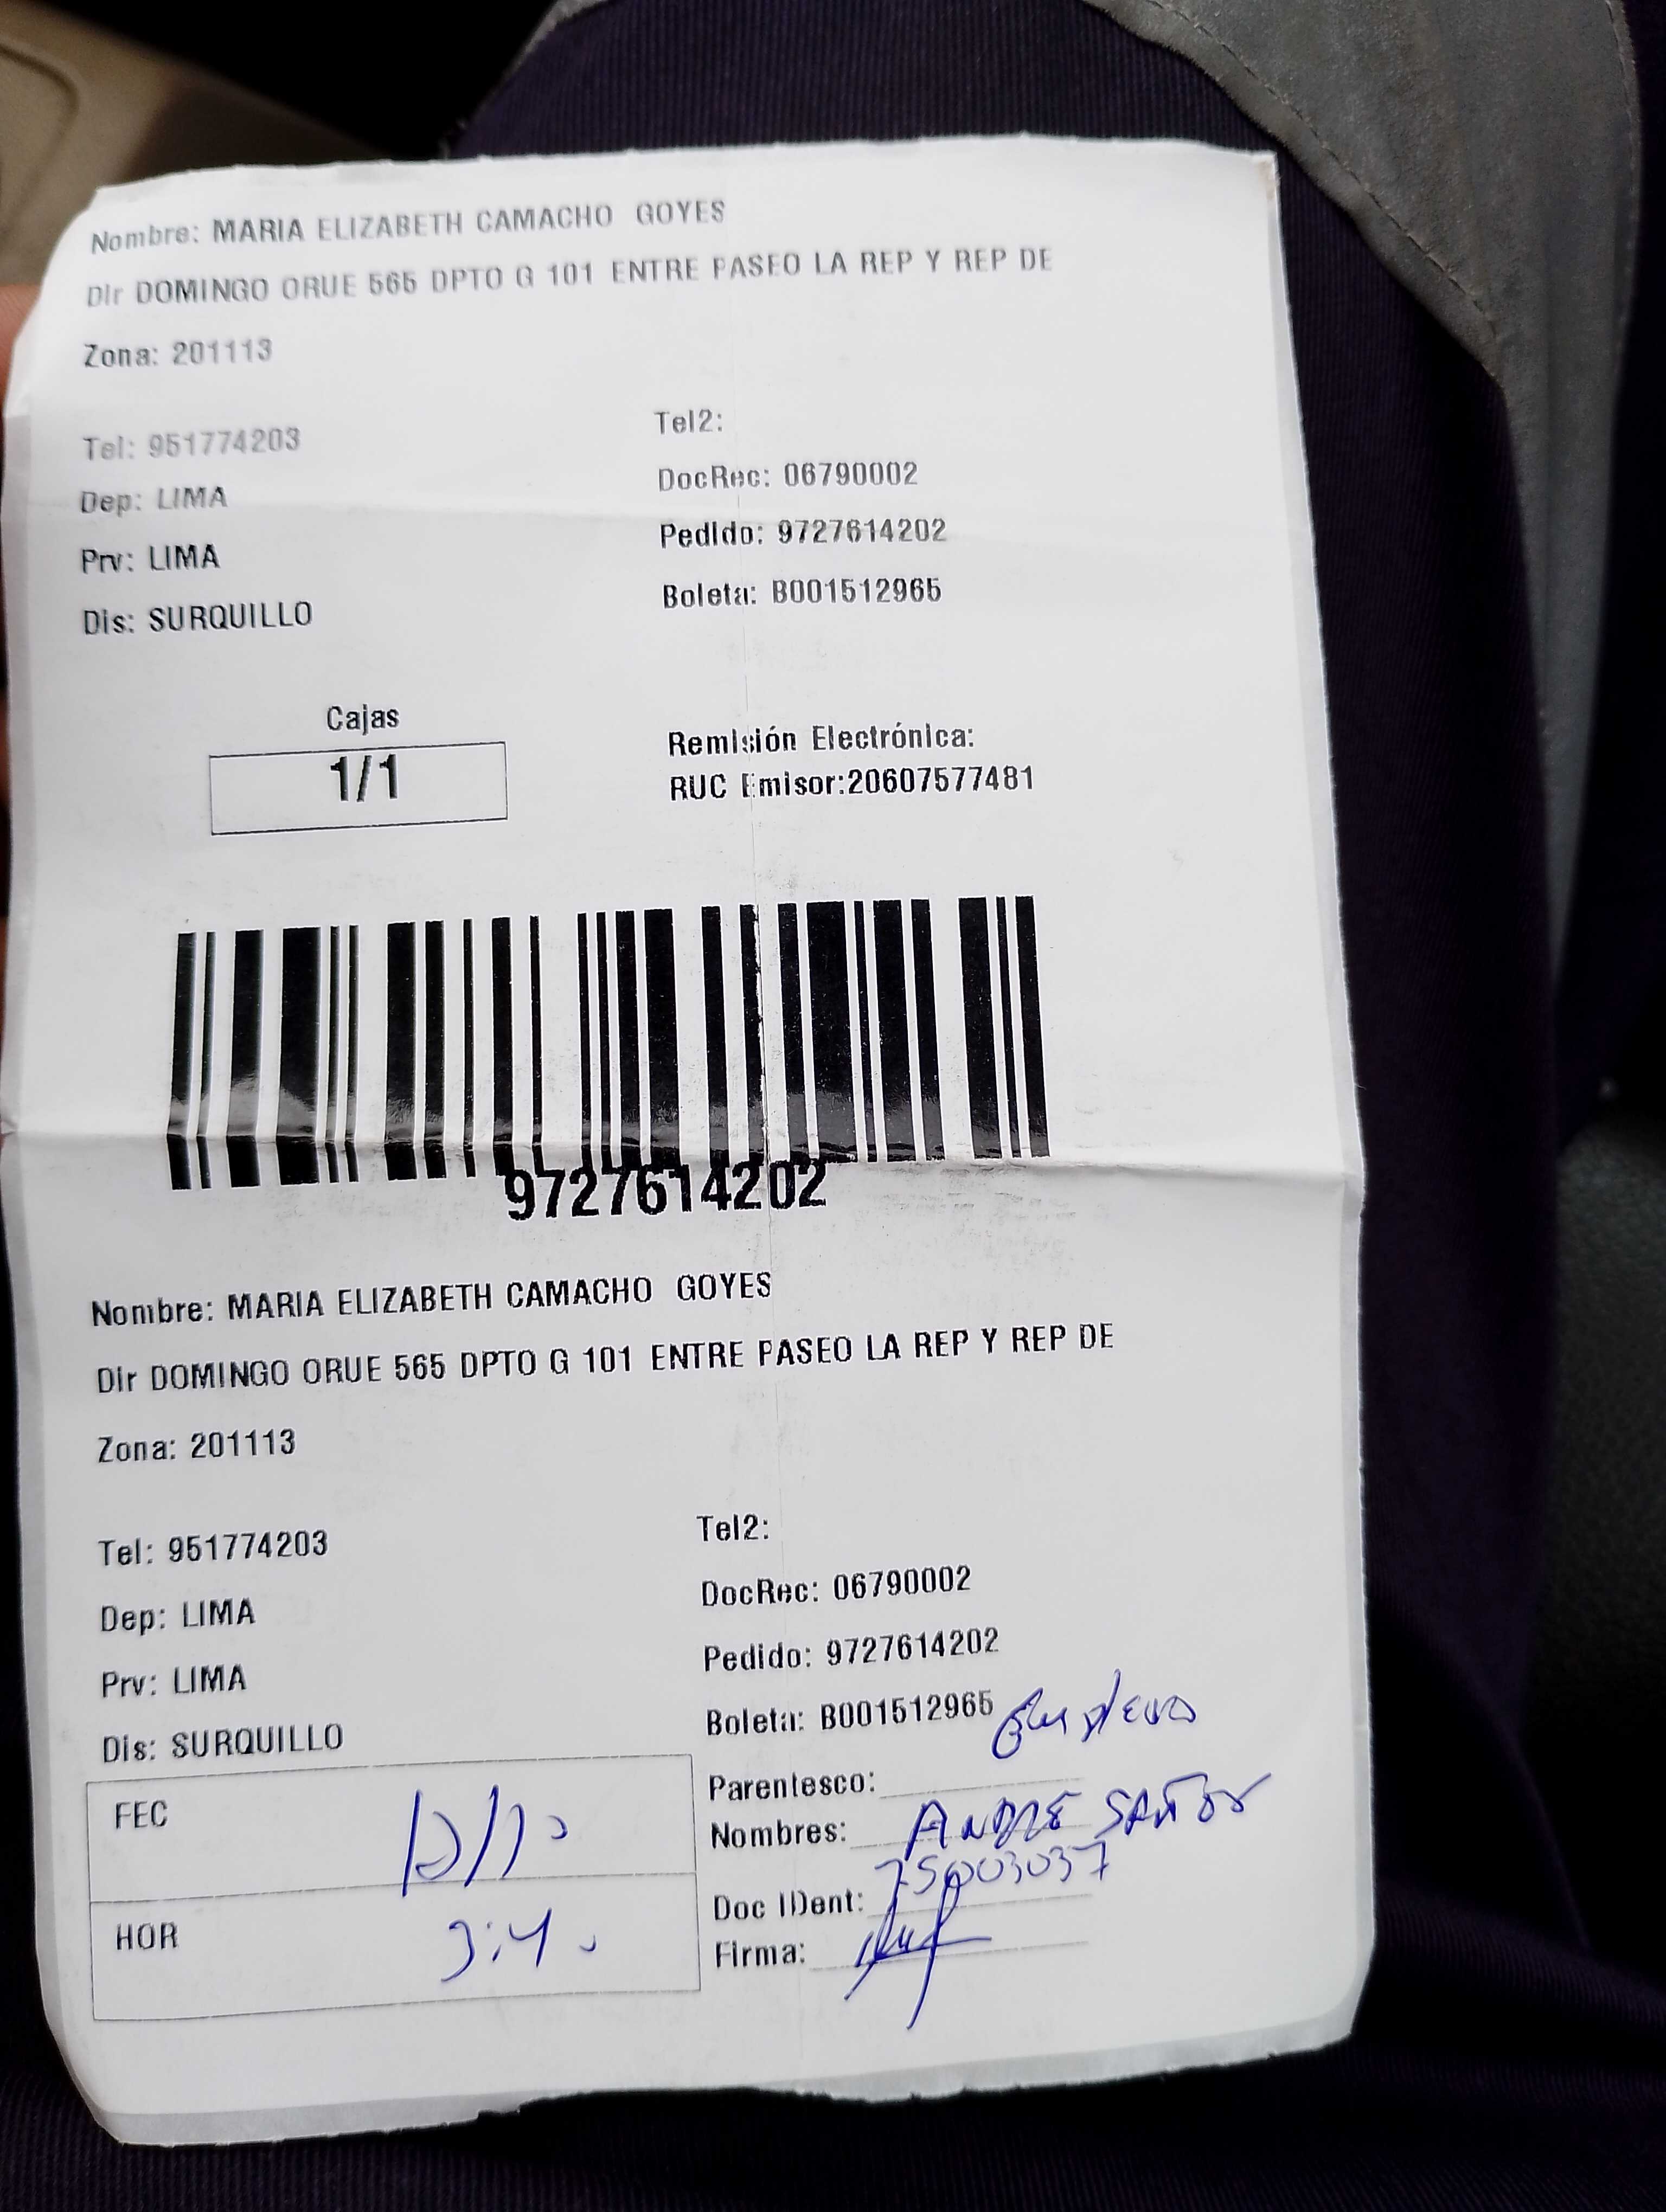 Nombre: MARIA ELIZABETH CAMACHO GOYES
Dir DOMINGO ORUE 565 DPTO G 101 ENTRE PASEO LA REP Y REP DE
Zona: 201113
Tel: 951774203
Tel2:
Dep: LIMA
DocRec: 06790002
Prv: LIMA
Pedido: 9727614202
Dis: SURQUILLO
Boleta: B001512965
Cajas
1/1
Remisión Electrónica:
RUC Emisor:20607577481
9727614202
Nombre: MARIA ELIZABETH CAMACHO GOYES
Dir DOMINGO ORUE 565 DPTO G 101 ENTRE PASEO LA REP Y REP DE
Zona: 201113
Tel: 951774203
Tel2:
Dep: LIMA
DocRec: 06790002
Prv: LIMA
Pedido: 9727614202
Dis: SURQUILLO
Boleta: B001512965
FEC
HOR
Parentesco:
Nombres: ANDRE
Doc IDent:
Firma: